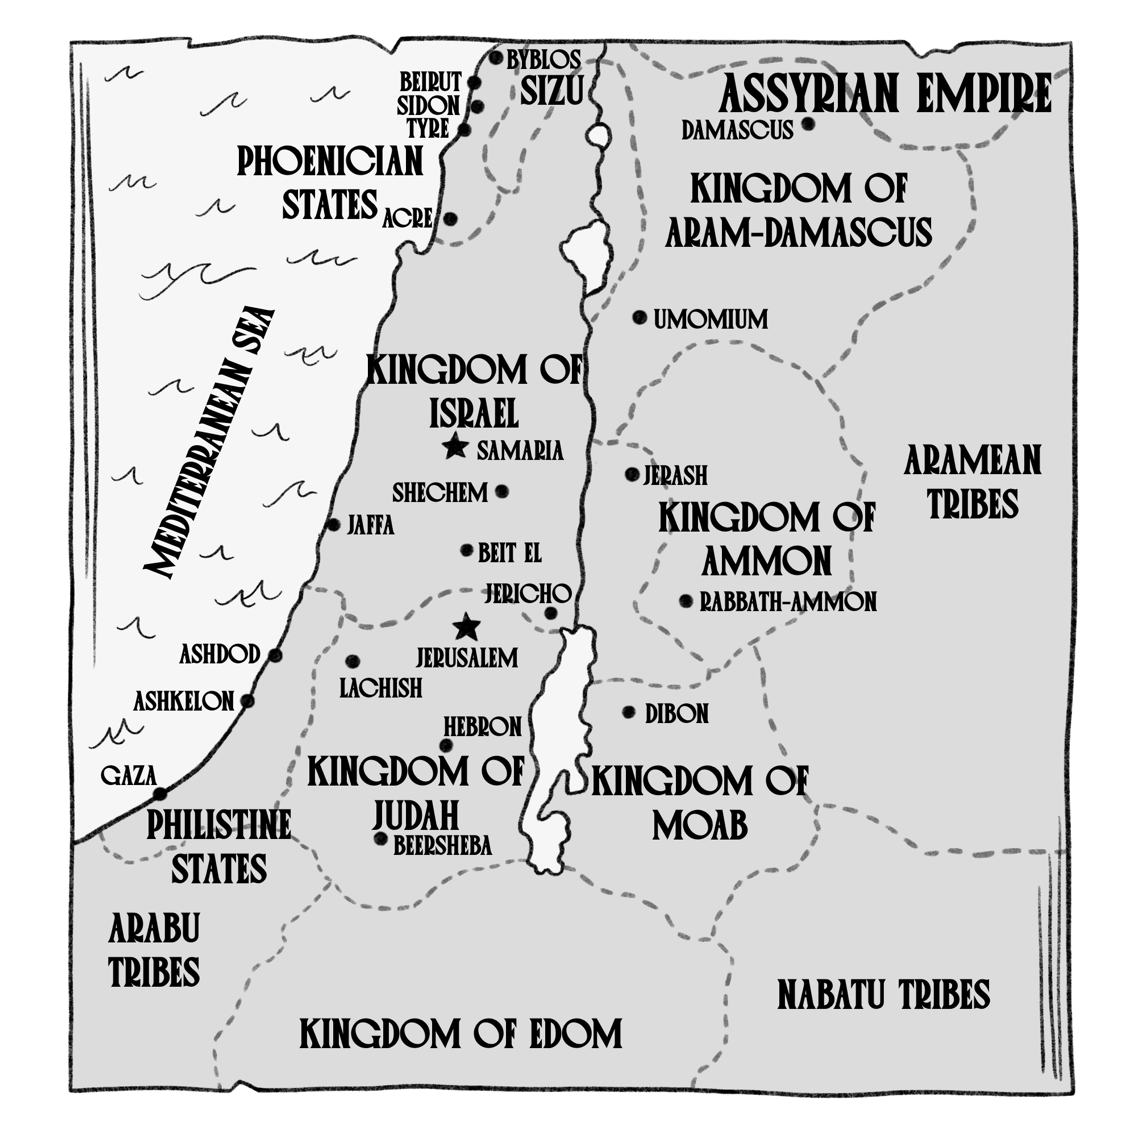 BYBLOS
BEIRUT
SIZU
SIDON
TYRE
ASSYRIAN EMPIRE
DAMASCUS
PHOENICIAN
STATES
ACRE
KINGDOM OF
ARAM-DAMASCUS
UMOMIUM
MEDITERRANEAN SEA
KINGDOM OF
ISRAEL
SAMARIA
SHECHEM
JAFFA
BEIT EL
JERICHO
ARAMEAN
TRIBES
JERASH
KINGDOM OF
AMMON
RABBATH-AMMON
ASHDOD
JERUSALEM
LACHISH
ASHKELON
HEBRON
DIBON
GAZA
KINGDOM OF
JUDAH
BEERSHEBA
KINGDOM OF
MOAB
PHILISTINE
STATES
ARABU
TRIBES
NABATU TRIBES
KINGDOM OF EDOM